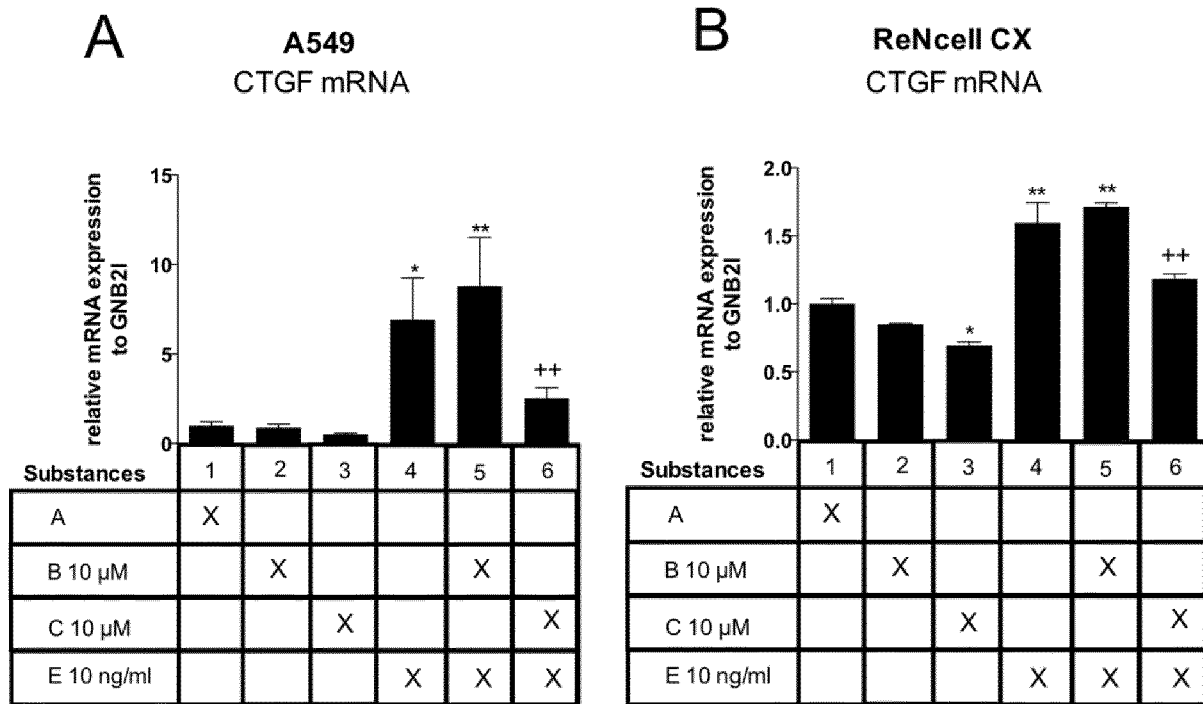 A
A549
CTGF mRNA
relative mRNA expression
to GNB2l
15
10
5
0
*
**
++
Substances 1 2 3 4 5 6
A X
B 10 µM X X
C 10 µM X X
E 10 ng/ml X X X
B
ReNcell CX
CTGF mRNA
relative mRNA expression
to GNB2l
2.0
1.5
1.0
0.5
0.0
*
**
**
++
Substances 1 2 3 4 5 6
A X
B 10 µM X X
C 10 µM X X
E 10 ng/ml X X X